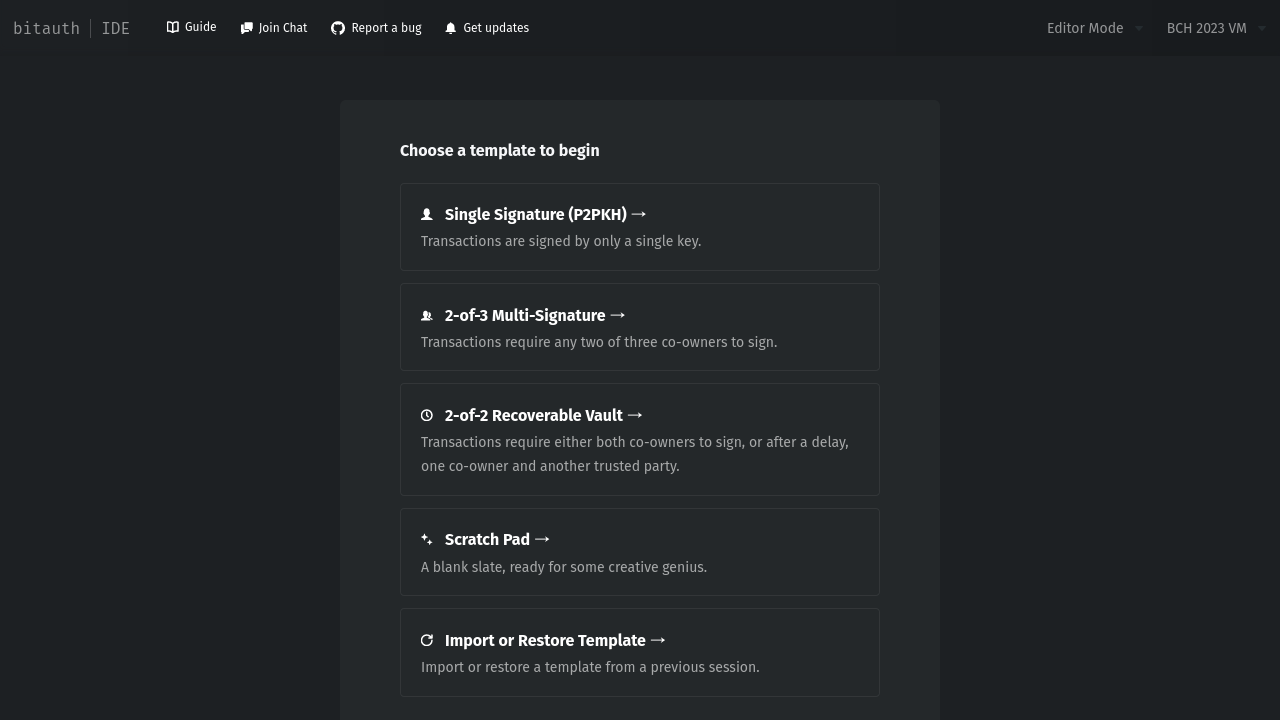 bitauth IDE Guide Join Chat Report a bug Get updates Editor Mode BCH 2023 VM
Choose a template to begin
Single Signature (P2PKH) →
Transactions are signed by only a single key.
2-of-3 Multi-Signature →
Transactions require any two of three co-owners to sign.
2-of-2 Recoverable Vault →
Transactions require either both co-owners to sign, or after a delay,
one co-owner and another trusted party.
Scratch Pad →
A blank slate, ready for some creative genius.
Import or Restore Template →
Import or restore a template from a previous session.